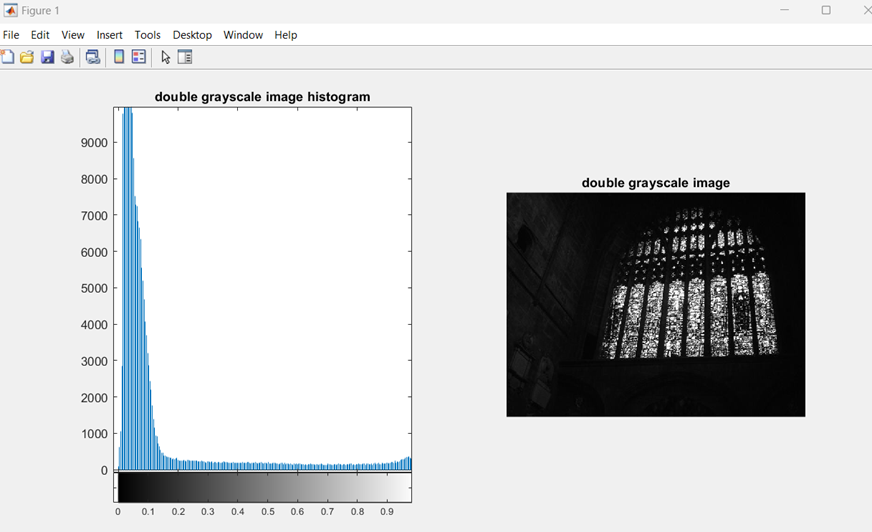 Figure 1
File Edit View Insert Tools Desktop Window Help
double grayscale image histogram
9000
8000
7000
6000
5000
4000
3000
2000
1000
0
0 0.1 0.2 0.3 0.4 0.5 0.6 0.7 0.8 0.9
double grayscale image